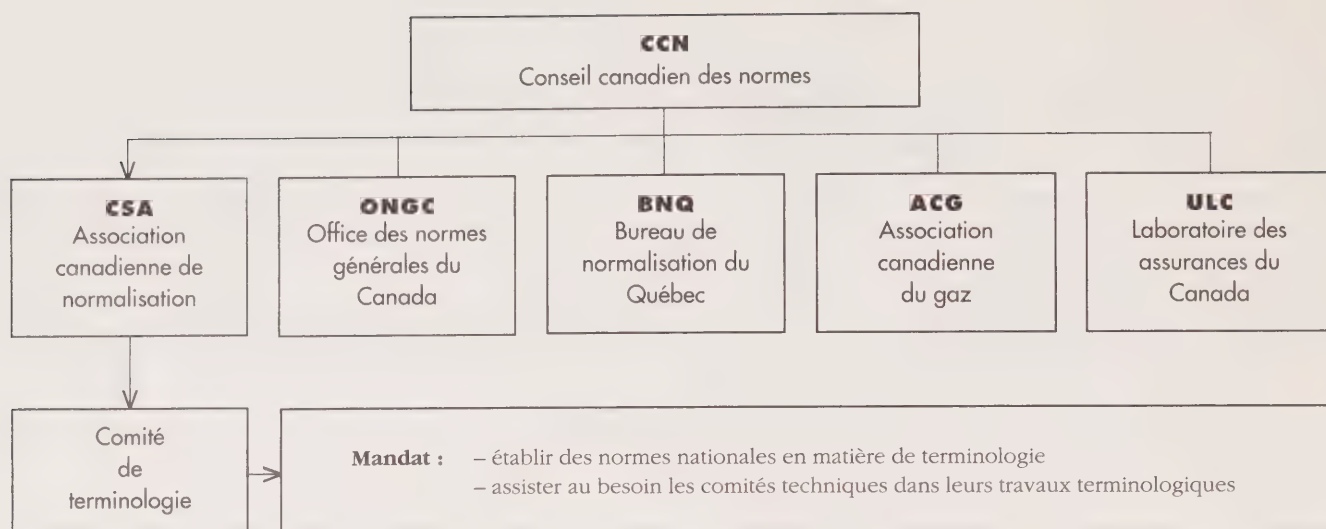 CCN
Conseil canadien des normes
CSA
Association
canadienne de
normalisation
ONGC
Office des normes
générales du
Canada
BNQ
Bureau de
normalisation du
Québec
ACG
Association
canadienne
du gaz
ULC
Laboratoire des
assurances du
Canada
Comité
de
terminologie
Mandat : – établir des normes nationales en matière de terminologie
– assister au besoin les comités techniques dans leurs travaux terminologiques